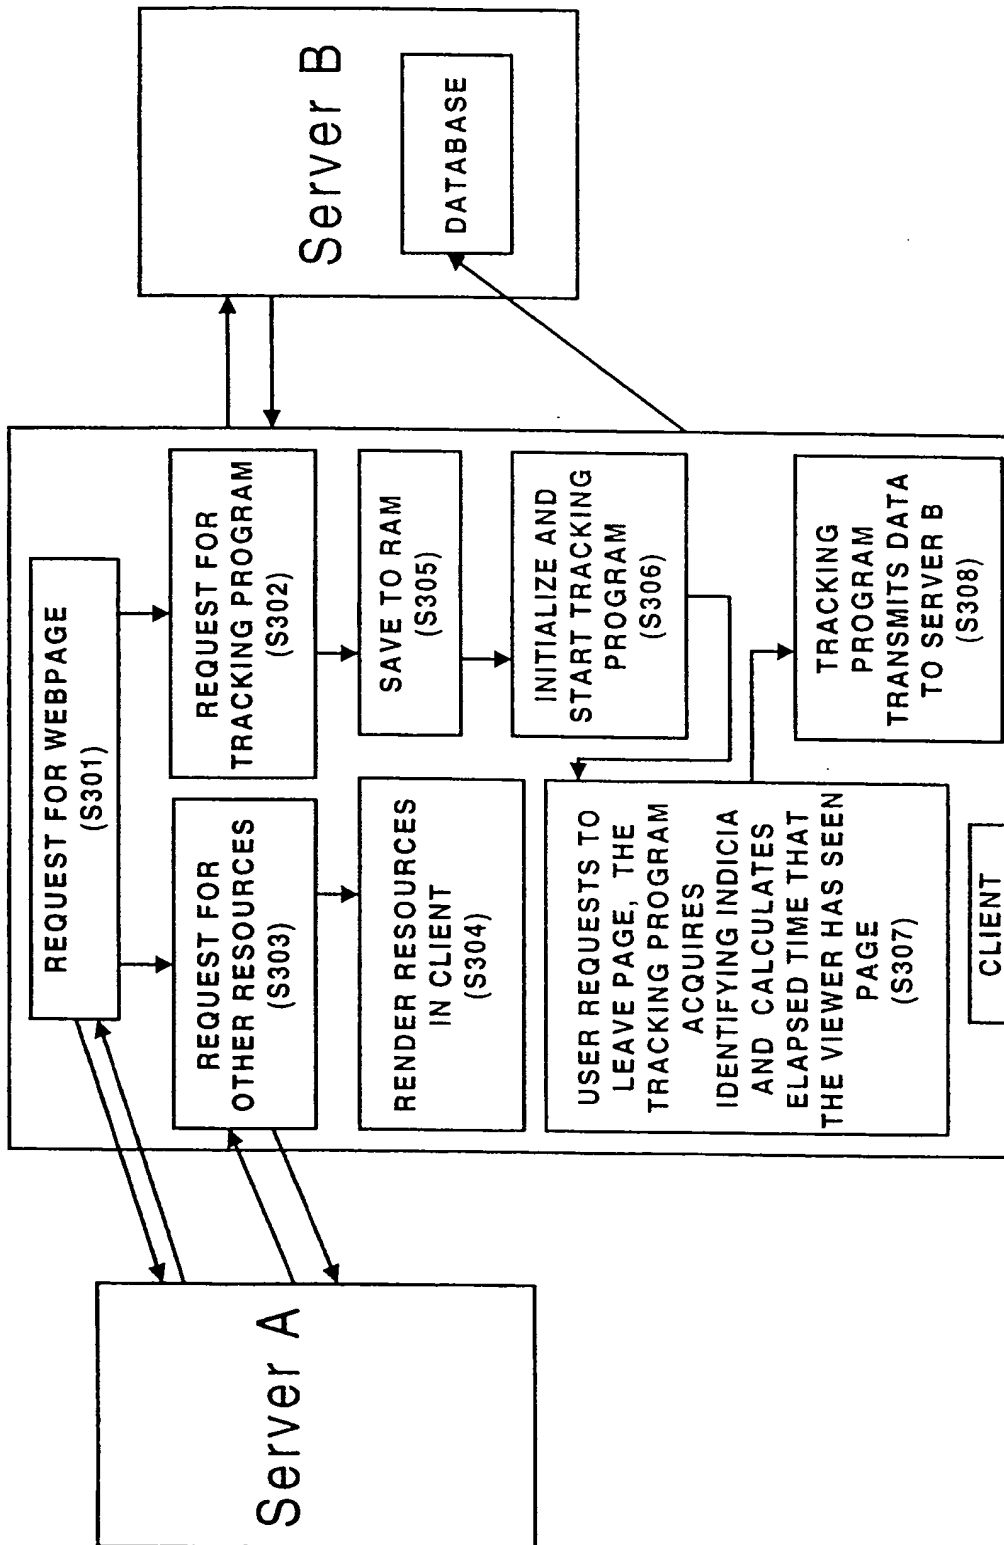 Server A
REQUEST FOR WEBPAGE
(S301)
REQUEST FOR
OTHER RESOURCES
(S303)
REQUEST FOR
TRACKING PROGRAM
(S302)
RENDER RESOURCES
IN CLIENT
(S304)
SAVE TO RAM
(S305)
INITIALIZE AND
START TRACKING
PROGRAM
(S306)
USER REQUESTS TO
LEAVE PAGE, THE
TRACKING PROGRAM
ACQUIRES
IDENTIFYING INDICIA
AND CALCULATES
ELAPSED TIME THAT
THE VIEWER HAS SEEN
PAGE
(S307)
TRACKING
PROGRAM
TRANSMITS DATA
TO SERVER B
(S308)
CLIENT
Server B
DATABASE